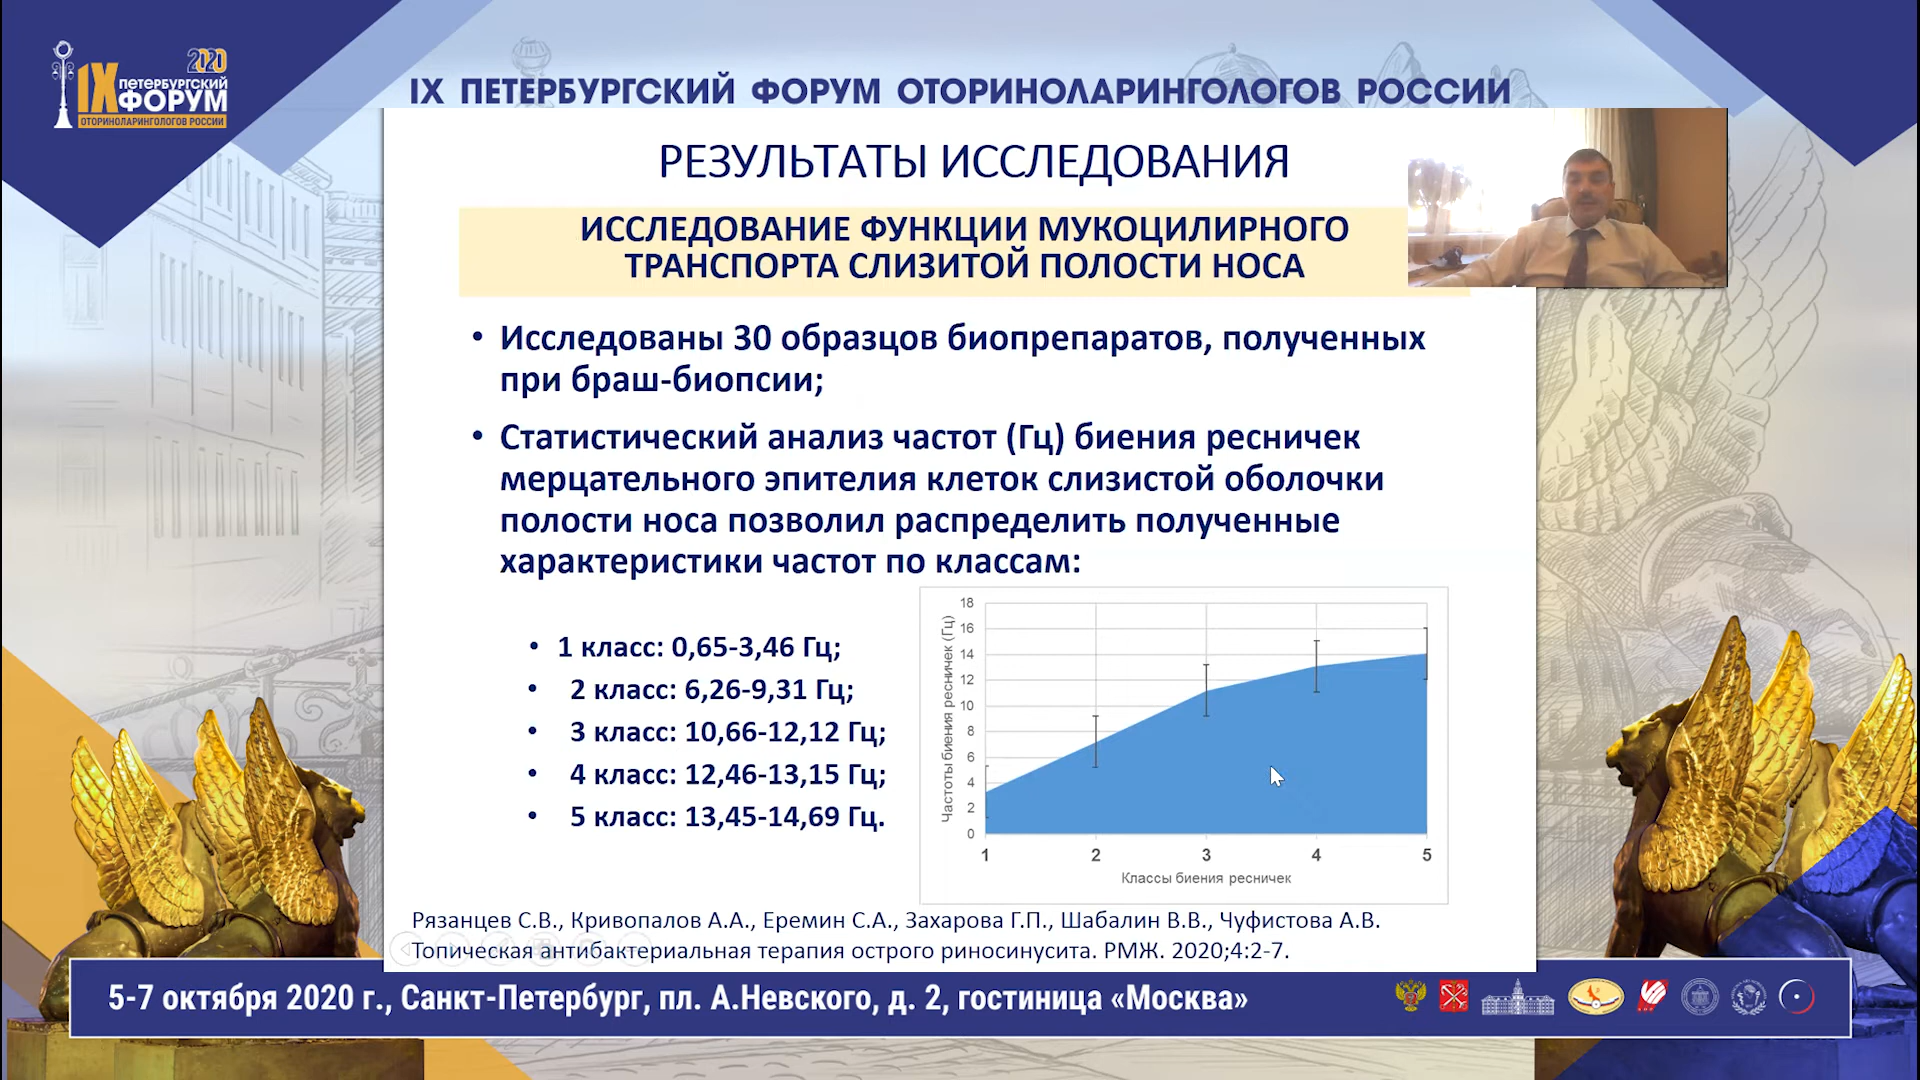 2020
IX ПЕТЕРБУРГСКИЙ
ФОРУМ
ОТОРИНОЛАРИНГОЛОГОВ РОССИИ
IX ПЕТЕРБУРГСКИЙ ФОРУМ ОТОРИНОЛАРИНГОЛОГОВ РОССИИ
РЕЗУЛЬТАТЫ ИССЛЕДОВАНИЯ
ИССЛЕДОВАНИЕ ФУНКЦИИ МУКОЦИЛИРНОГО
ТРАНСПОРТА СЛИЗИТОЙ ПОЛОСТИ НОСА
• Исследованы 30 образцов биопрепаратов, полученных
при браш-биопсии;
• Статистический анализ частот (Гц) биения ресничек
мерцательного эпителия клеток слизистой оболочки
полости носа позволил распределить полученные
характеристики частот по классам:
• 1 класс: 0,65-3,46 Гц;
• 2 класс: 6,26-9,31 Гц;
• 3 класс: 10,66-12,12 Гц;
• 4 класс: 12,46-13,15 Гц;
• 5 класс: 13,45-14,69 Гц.
Частоты биения ресничек (Гц)
18
16
14
12
10
8
6
4
2
0
1 2 3 4 5
Классы биения ресничек
Рязанцев С.В., Кривопалов А.А., Еремин С.А., Захарова Г.П., Шабалин В.В., Чуфистова А.В.
Топическая антибактериальная терапия острого риносинусита. РМЖ. 2020;4:2-7.
5-7 октября 2020 г., Санкт-Петербург, пл. А.Невского, д. 2, гостиница «Москва»